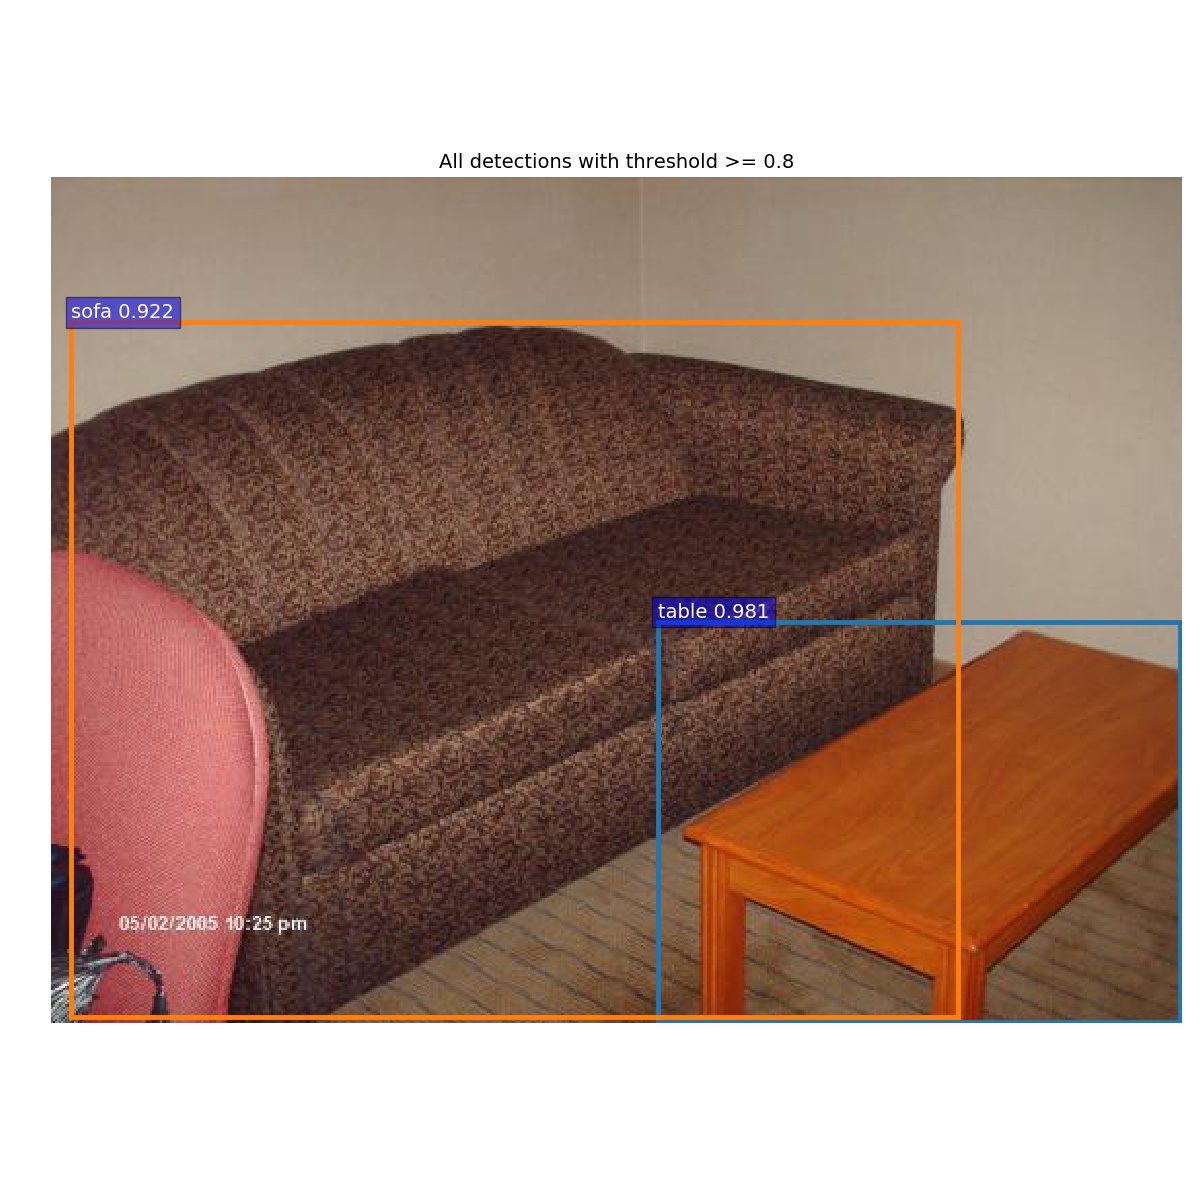 All detections with threshold >= 0.8
sofa 0.922
table 0.981
05/02/2005 10:25 pm